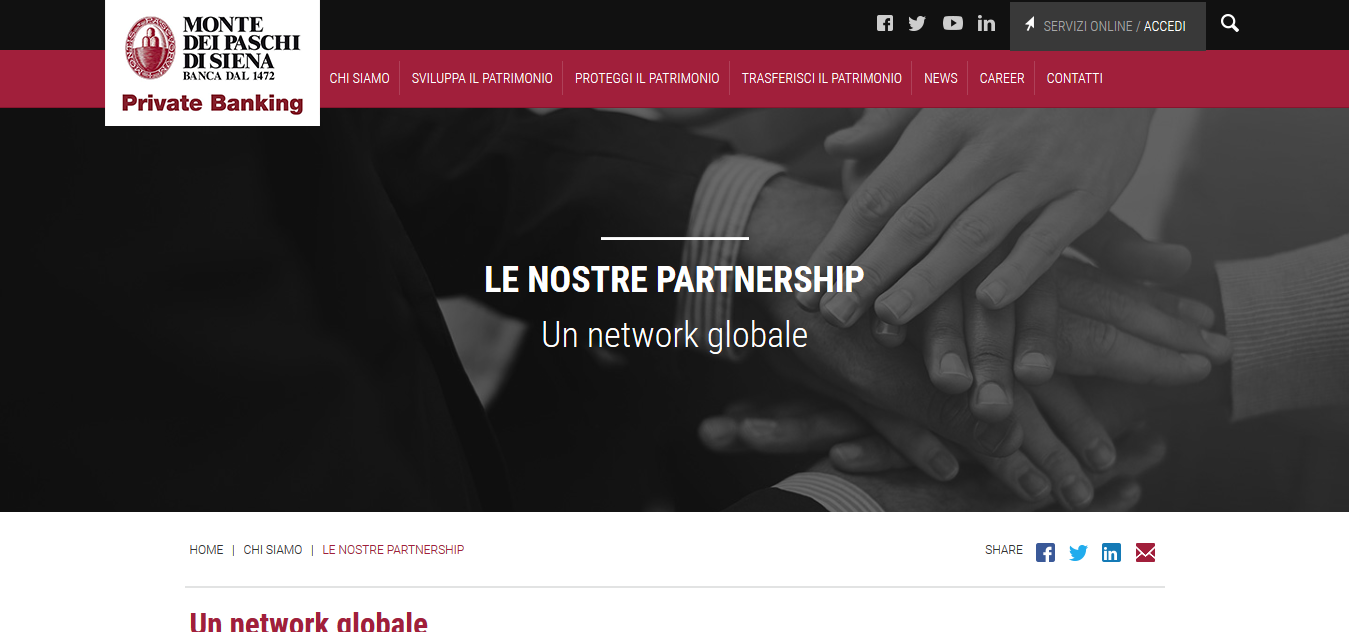 MONTE
DEI PASCHI
DI SIENA
BANCA DAL 1472
Private Banking
SERVIZI ONLINE / ACCEDI
CHI SIAMO
SVILUPPA IL PATRIMONIO
PROTEGGI IL PATRIMONIO
TRASFERISCI IL PATRIMONIO
NEWS
CAREER
CONTATTI
LE NOSTRE PARTNERSHIP
Un network globale
HOME | CHI SIAMO | LE NOSTRE PARTNERSHIP
SHARE
Un network globale